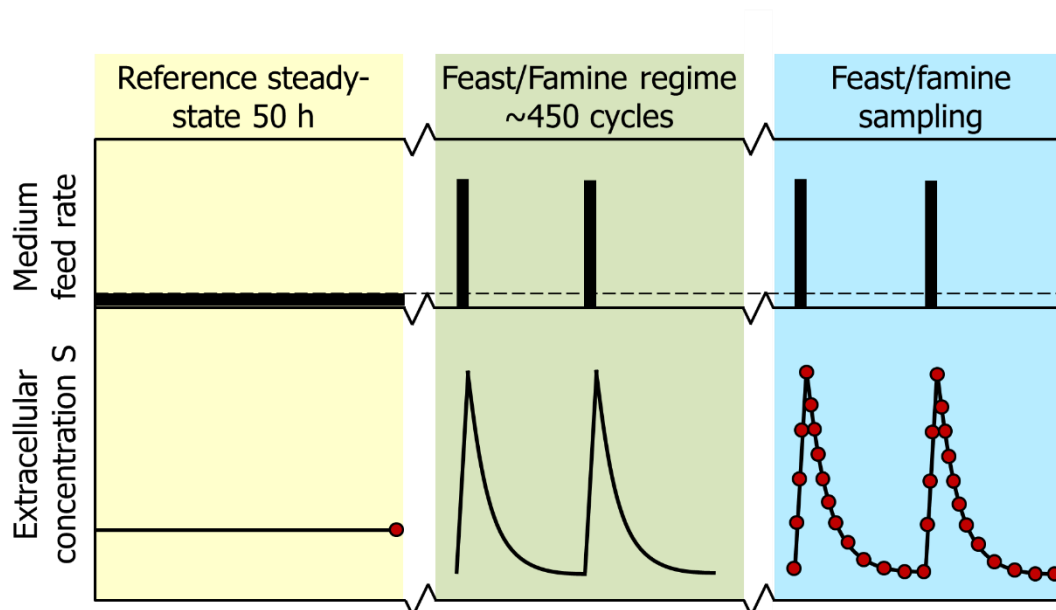 Reference steady-
state 50 h
Feast/Famine regime
~450 cycles
Feast/famine
sampling
Medium
feed rate
Extracellular
concentration S